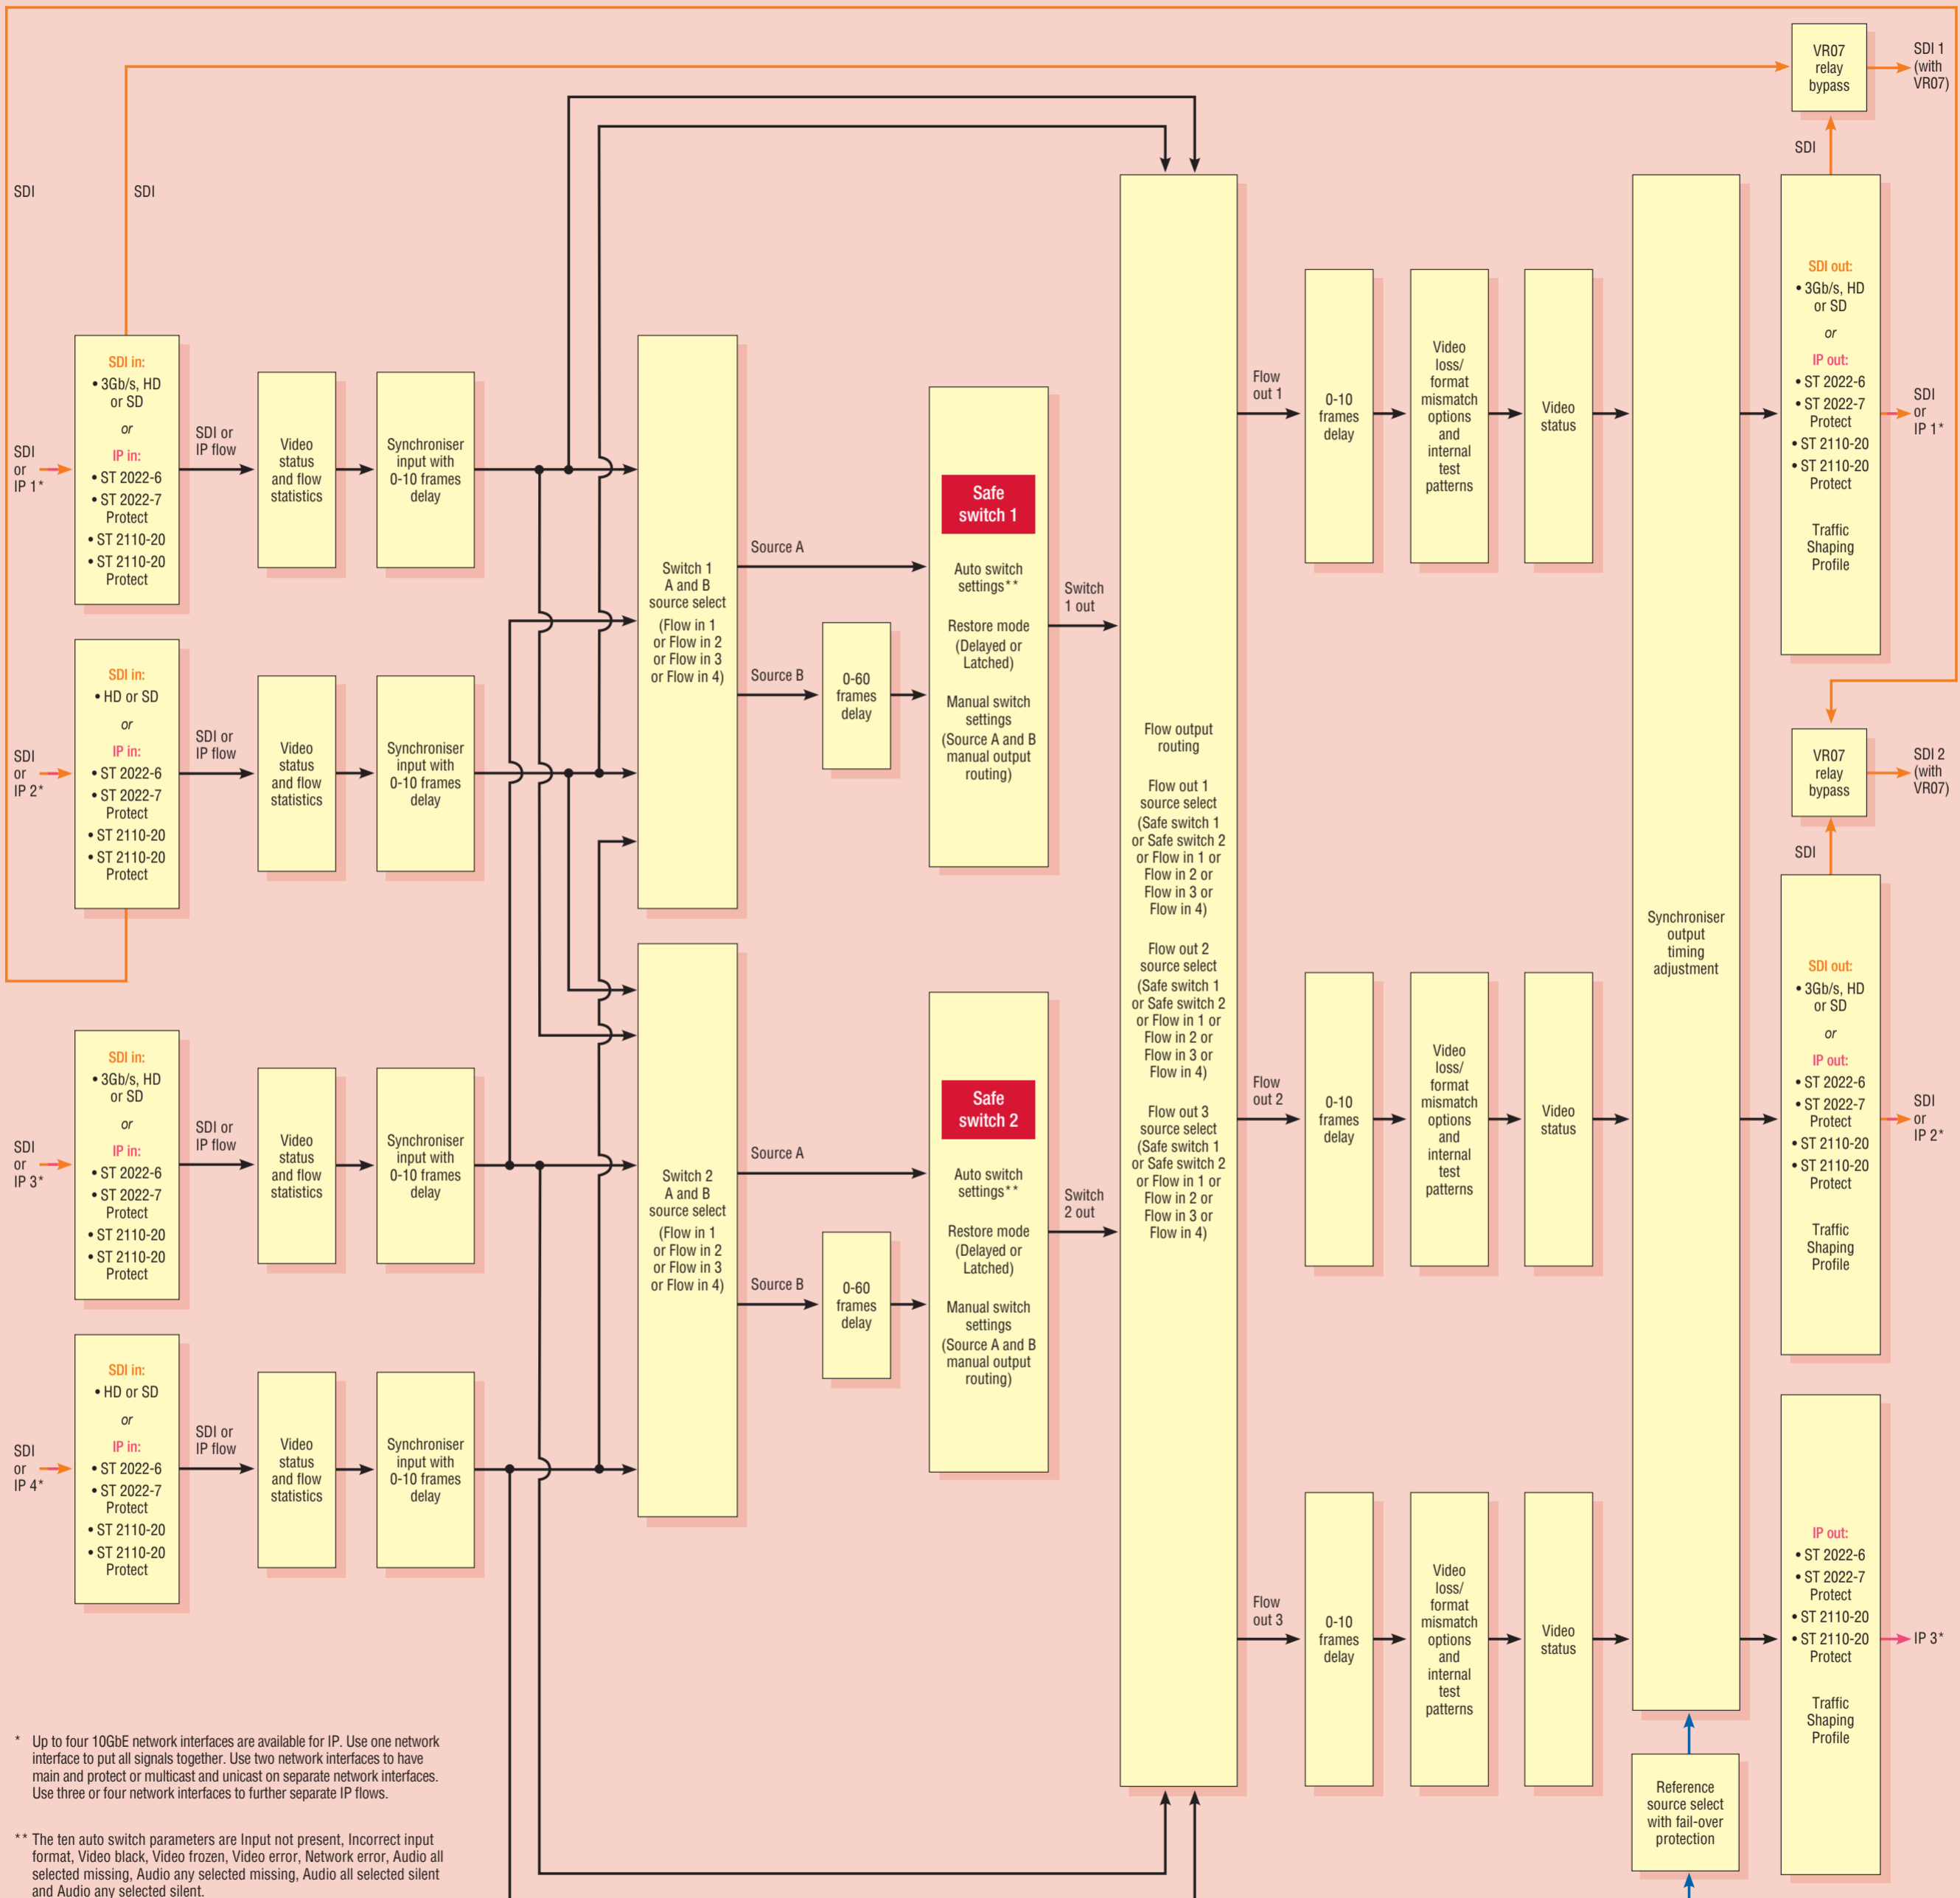 VR07
relay
bypass
SDI 1
(with
VR07)
SDI
SDI
SDI
SDI in:
• 3Gb/s, HD
or SD
or
IP in:
• ST 2022-6
• ST 2022-7
Protect
• ST 2110-20
• ST 2110-20
Protect
SDI
or
IP 1*
SDI or
IP flow
Video
status
and flow
statistics
Synchroniser
input with
0-10 frames
delay
SDI in:
• HD or SD
or
IP in:
• ST 2022-6
• ST 2022-7
Protect
• ST 2110-20
• ST 2110-20
Protect
SDI
or
IP 2*
SDI or
IP flow
Video
status
and flow
statistics
Synchroniser
input with
0-10 frames
delay
SDI in:
• 3Gb/s, HD
or SD
or
IP in:
• ST 2022-6
• ST 2022-7
Protect
• ST 2110-20
• ST 2110-20
Protect
SDI
or
IP 3*
SDI or
IP flow
Video
status
and flow
statistics
Synchroniser
input with
0-10 frames
delay
SDI in:
• HD or SD
or
IP in:
• ST 2022-6
• ST 2022-7
Protect
• ST 2110-20
• ST 2110-20
Protect
SDI
or
IP 4*
SDI or
IP flow
Video
status
and flow
statistics
Synchroniser
input with
0-10 frames
delay
Switch 1
A and B
source select
(Flow in 1
or Flow in 2
or Flow in 3
or Flow in 4)
Source A
Source B
0-60
frames
delay
Safe
switch 1
Auto switch
settings**
Restore mode
(Delayed or
Latched)
Manual switch
settings
(Source A and B
manual output
routing)
Switch
1 out
Switch 2
A and B
source select
(Flow in 1
or Flow in 2
or Flow in 3
or Flow in 4)
Source A
Source B
0-60
frames
delay
Safe
switch 2
Auto switch
settings**
Restore mode
(Delayed or
Latched)
Manual switch
settings
(Source A and B
manual output
routing)
Switch
2 out
Flow output
routing
Flow out 1
source select
(Safe switch 1
or Safe switch 2
or Flow in 1 or
Flow in 2 or
Flow in 3 or
Flow in 4)
Flow out 2
source select
(Safe switch 1
or Safe switch 2
or Flow in 1 or
Flow in 2 or
Flow in 3 or
Flow in 4)
Flow out 3
source select
(Safe switch 1
or Safe switch 2
or Flow in 1 or
Flow in 2 or
Flow in 3 or
Flow in 4)
Flow
out 1
0-10
frames
delay
Video
loss/
format
mismatch
options
and
internal
test
patterns
Video
status
Flow
out 2
0-10
frames
delay
Video
loss/
format
mismatch
options
and
internal
test
patterns
Video
status
Flow
out 3
0-10
frames
delay
Video
loss/
format
mismatch
options
and
internal
test
patterns
Video
status
Synchroniser
output
timing
adjustment
SDI out:
• 3Gb/s, HD
or SD
or
IP out:
• ST 2022-6
• ST 2022-7
Protect
• ST 2110-20
• ST 2110-20
Protect
Traffic
Shaping
Profile
SDI
or
IP 1*
VR07
relay
bypass
SDI 2
(with
VR07)
SDI
SDI out:
• 3Gb/s, HD
or SD
or
IP out:
• ST 2022-6
• ST 2022-7
Protect
• ST 2110-20
• ST 2110-20
Protect
Traffic
Shaping
Profile
SDI
or
IP 2*
IP out:
• ST 2022-6
• ST 2022-7
Protect
• ST 2110-20
• ST 2110-20
Protect
Traffic
Shaping
Profile
IP 3*
Reference
source select
with fail-over
protection
* Up to four 10GbE network interfaces are available for IP. Use one network
interface to put all signals together. Use two network interfaces to have
main and protect or multicast and unicast on separate network interfaces.
Use three or four network interfaces to further separate IP flows.
** The ten auto switch parameters are Input not present, Incorrect input
format, Video black, Video frozen, Video error, Network error, Audio all
selected missing, Audio any selected missing, Audio all selected silent
and Audio any selected silent.